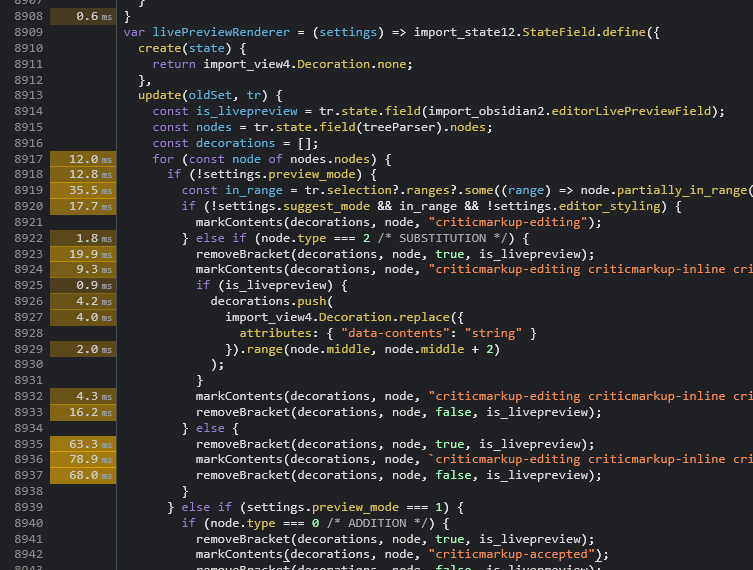 8907 }
8908 0.6 ms }
8909 var livePreviewRenderer = (settings) => import_state12.StateField.define({
8910 create(state) {
8911 return import_view4.Decoration.none;
8912 },
8913 update(oldSet, tr) {
8914 const is_livepreview = tr.state.field(import_obsidian2.editorLivePreviewField);
8915 const nodes = tr.state.field(treeParser).nodes;
8916 const decorations = [];
8917 12.0 ms for (const node of nodes.nodes) {
8918 12.8 ms if (!settings.preview_mode) {
8919 35.5 ms const in_range = tr.selection?.ranges?.some((range) => node.partially_in_range(
8920 17.7 ms if (!settings.suggest_mode && in_range && !settings.editor_styling) {
8921 markContents(decorations, node, "criticmarkup-editing");
8922 1.8 ms } else if (node.type === 2 /* SUBSTITUTION */) {
8923 19.9 ms removeBracket(decorations, node, true, is_livepreview);
8924 9.3 ms markContents(decorations, node, "criticmarkup-editing criticmarkup-inline cri
8925 0.9 ms if (is_livepreview) {
8926 4.2 ms decorations.push(
8927 4.0 ms import_view4.Decoration.replace({
8928 attributes: { "data-contents": "string" }
8929 2.0 ms }).range(node.middle, node.middle + 2)
8930 );
8931 }
8932 4.3 ms markContents(decorations, node, "criticmarkup-editing criticmarkup-inline cri
8933 16.2 ms removeBracket(decorations, node, false, is_livepreview);
8934 } else {
8935 63.3 ms removeBracket(decorations, node, true, is_livepreview);
8936 78.9 ms markContents(decorations, node, `criticmarkup-editing criticmarkup-inline cri
8937 68.0 ms removeBracket(decorations, node, false, is_livepreview);
8938 }
8939 } else if (settings.preview_mode === 1) {
8940 if (node.type === 0 /* ADDITION */) {
8941 removeBracket(decorations, node, true, is_livepreview);
8942 markContents(decorations, node, "criticmarkup-accepted");
8943 removeBracket(decorations, node, false, is_livepreview);